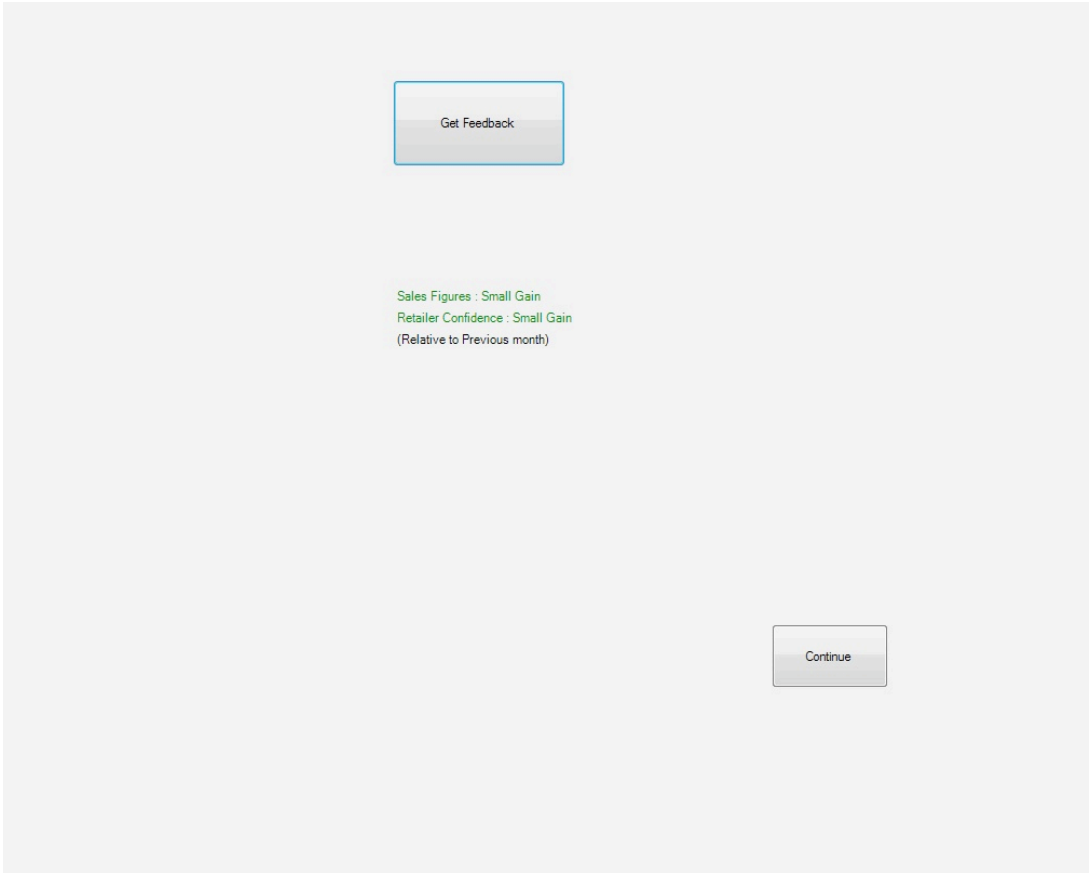 Get Feedback
Sales Figures : Small Gain
Retailer Confidence : Small Gain
(Relative to Previous month)
Continue